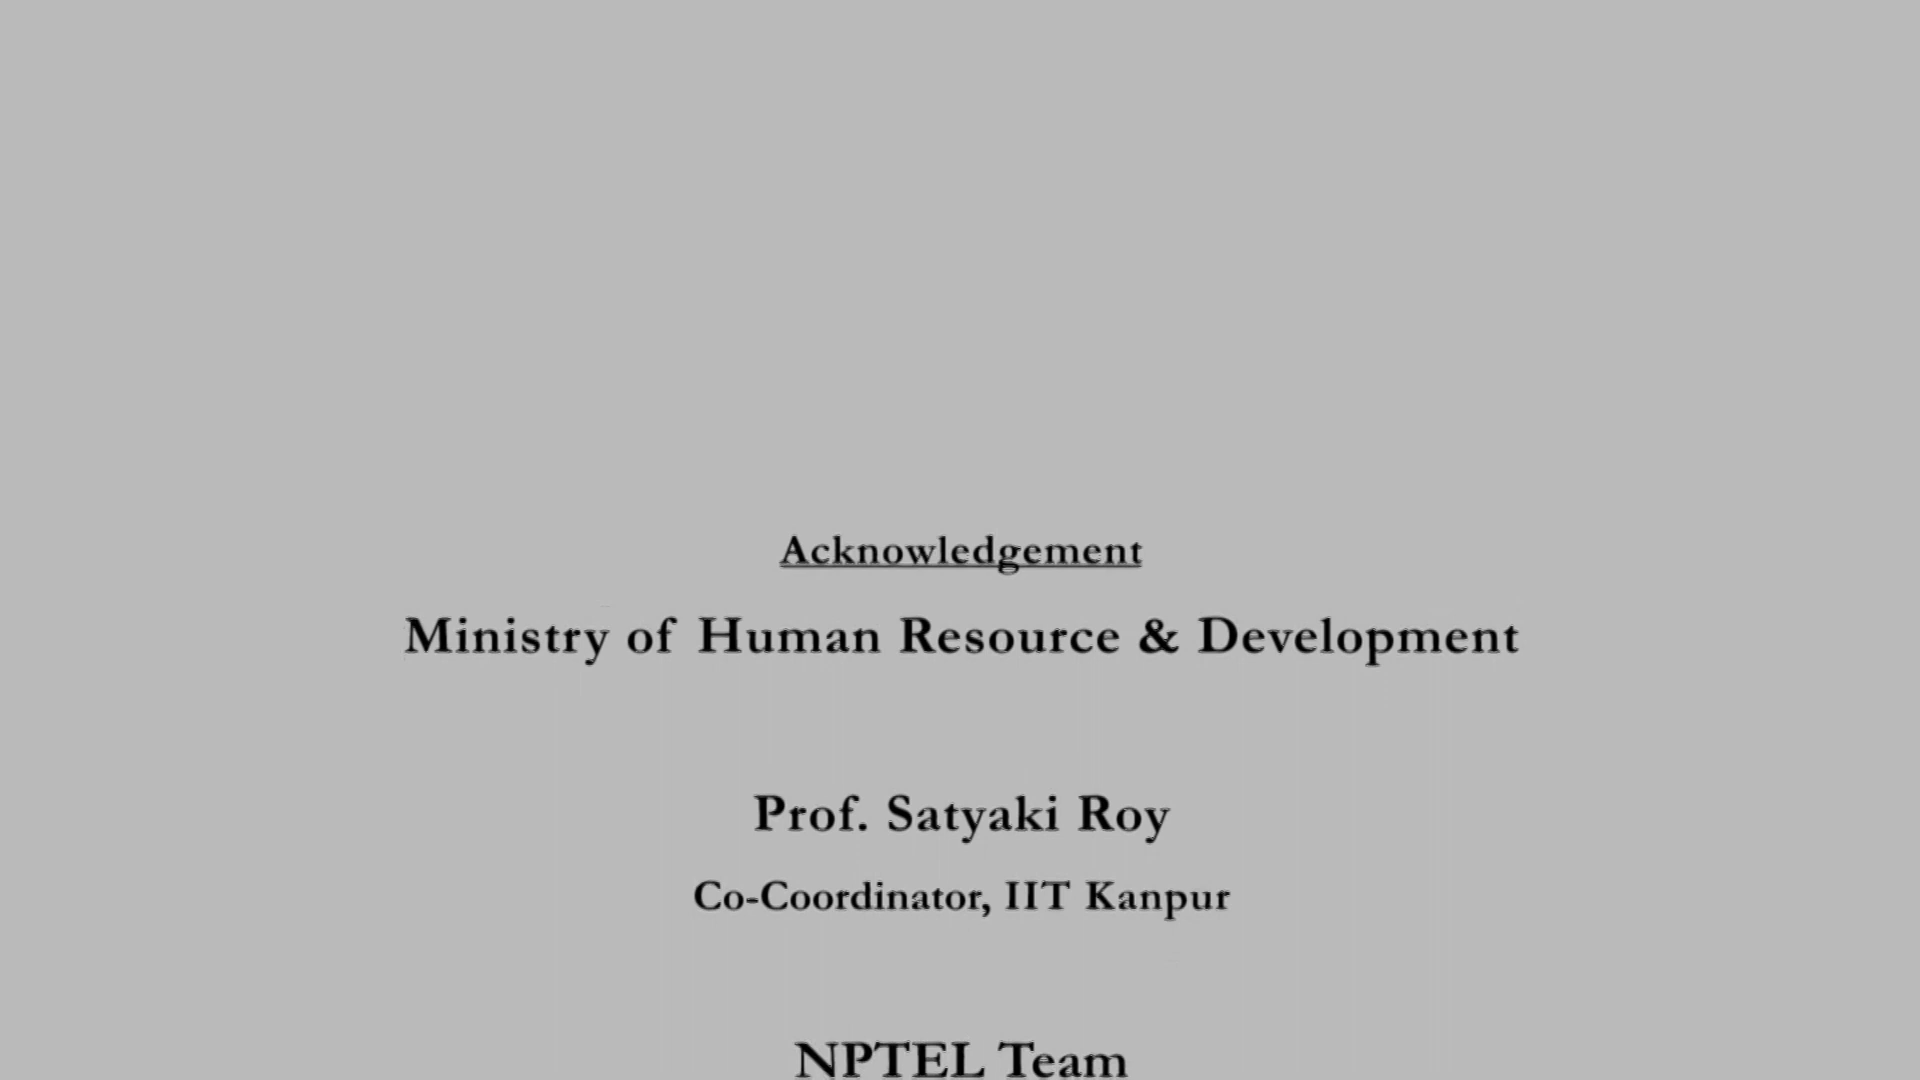 Acknowledgement
Ministry of Human Resource & Development
Prof. Satyaki Roy
Co-Coordinator, IIT Kanpur
NPTEL Team